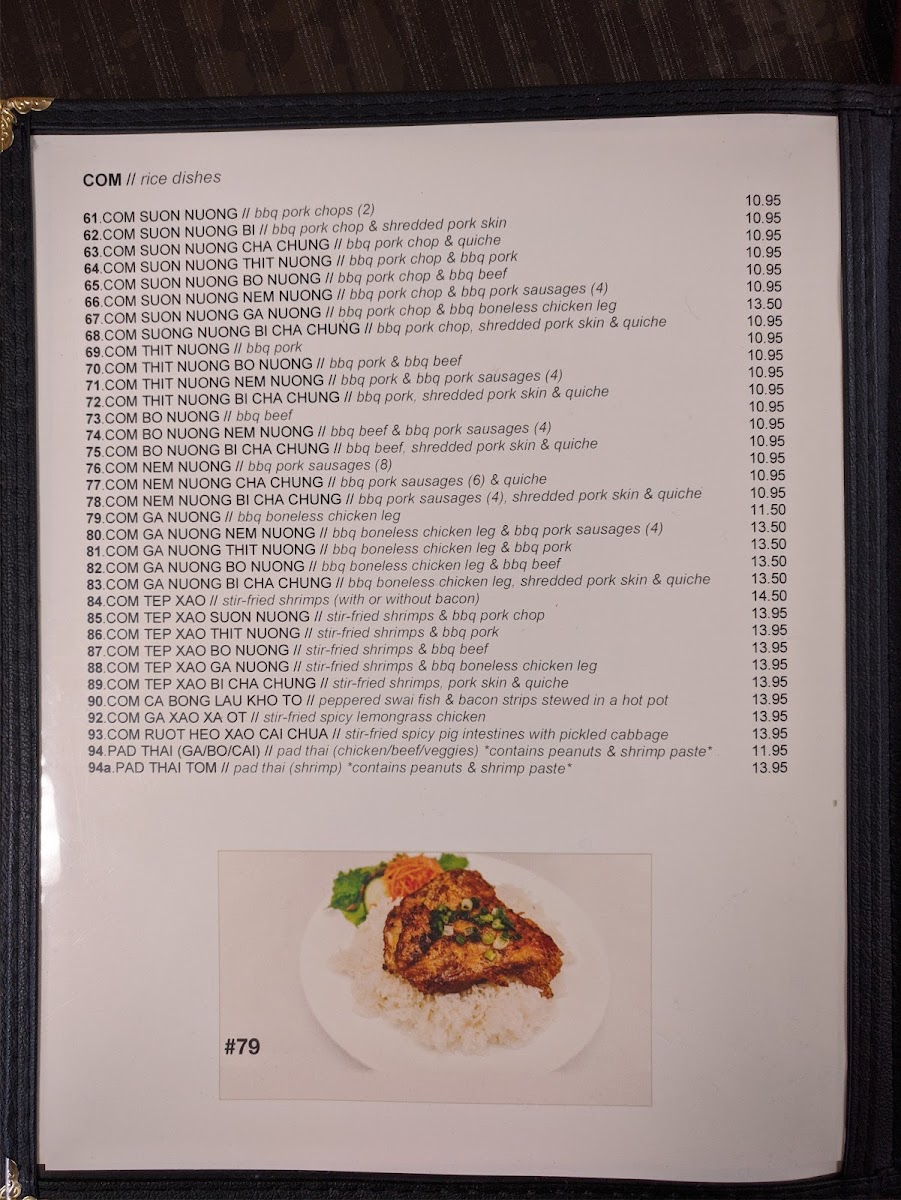 COM // rice dishes
61.COM SUON NUONG // bbq pork chops (2) 10.95
62.COM SUON NUONG BI // bbq pork chop & shredded pork skin 10.95
63.COM SUON NUONG CHA CHUNG // bbq pork chop & quiche 10.95
64.COM SUON NUONG THIT NUONG // bbq pork chop & bbq pork 10.95
65.COM SUON NUONG BO NUONG // bbq pork chop & bbq beef 10.95
66.COM SUON NUONG NEM NUONG // bbq pork chop & bbq pork sausages (4) 10.95
67.COM SUON NUONG GA NUONG // bbq pork chop & bbq boneless chicken leg 13.50
68.COM SUONG NUONG BI CHA CHUNG // bbq pork chop, shredded pork skin & quiche 10.95
69.COM THIT NUONG // bbq pork 10.95
70.COM THIT NUONG BO NUONG // bbq pork & bbq beef 10.95
71.COM THIT NUONG NEM NUONG // bbq pork & bbq pork sausages (4) 10.95
72.COM THIT NUONG BI CHA CHUNG // bbq pork, shredded pork skin & quiche 10.95
73.COM BO NUONG // bbq beef 10.95
74.COM BO NUONG NEM NUONG // bbq beef & bbq pork sausages (4) 10.95
75.COM BO NUONG BI CHA CHUNG // bbq beef, shredded pork skin & quiche 10.95
76.COM NEM NUONG // bbq pork sausages (8) 10.95
77.COM NEM NUONG CHA CHUNG // bbq pork sausages (6) & quiche 10.95
78.COM NEM NUONG BI CHA CHUNG // bbq pork sausages (4), shredded pork skin & quiche 10.95
79.COM GA NUONG // bbq boneless chicken leg 11.50
80.COM GA NUONG NEM NUONG // bbq boneless chicken leg & bbq pork sausages (4) 13.50
81.COM GA NUONG THIT NUONG // bbq boneless chicken leg & bbq pork 13.50
82.COM GA NUONG BO NUONG // bbq boneless chicken leg & bbq beef 13.50
83.COM GA NUONG BI CHA CHUNG // bbq boneless chicken leg, shredded pork skin & quiche 13.50
84.COM TEP XAO // stir-fried shrimps (with or without bacon) 14.50
85.COM TEP XAO SUON NUONG // stir-fried shrimps & bbq pork chop 13.95
86.COM TEP XAO THIT NUONG // stir-fried shrimps & bbq pork 13.95
87.COM TEP XAO BO NUONG // stir-fried shrimps & bbq beef 13.95
88.COM TEP XAO GA NUONG // stir-fried shrimps & bbq boneless chicken leg 13.95
89.COM TEP XAO BI CHA CHUNG // stir-fried shrimps, pork skin & quiche 13.95
90.COM CA BONG LAU KHO TO // peppered swai fish & bacon strips stewed in a hot pot 13.95
92.COM GA XAO XA OT // stir-fried spicy lemongrass chicken 13.95
93.COM RUOT HEO XAO CAI CHUA // stir-fried spicy pig intestines with pickled cabbage 13.95
94.PAD THAI (GA/BO/CAI) // pad thai (chicken/beef/veggies) *contains peanuts & shrimp paste* 11.95
94a.PAD THAI TOM // pad thai (shrimp) *contains peanuts & shrimp paste* 13.95
#79